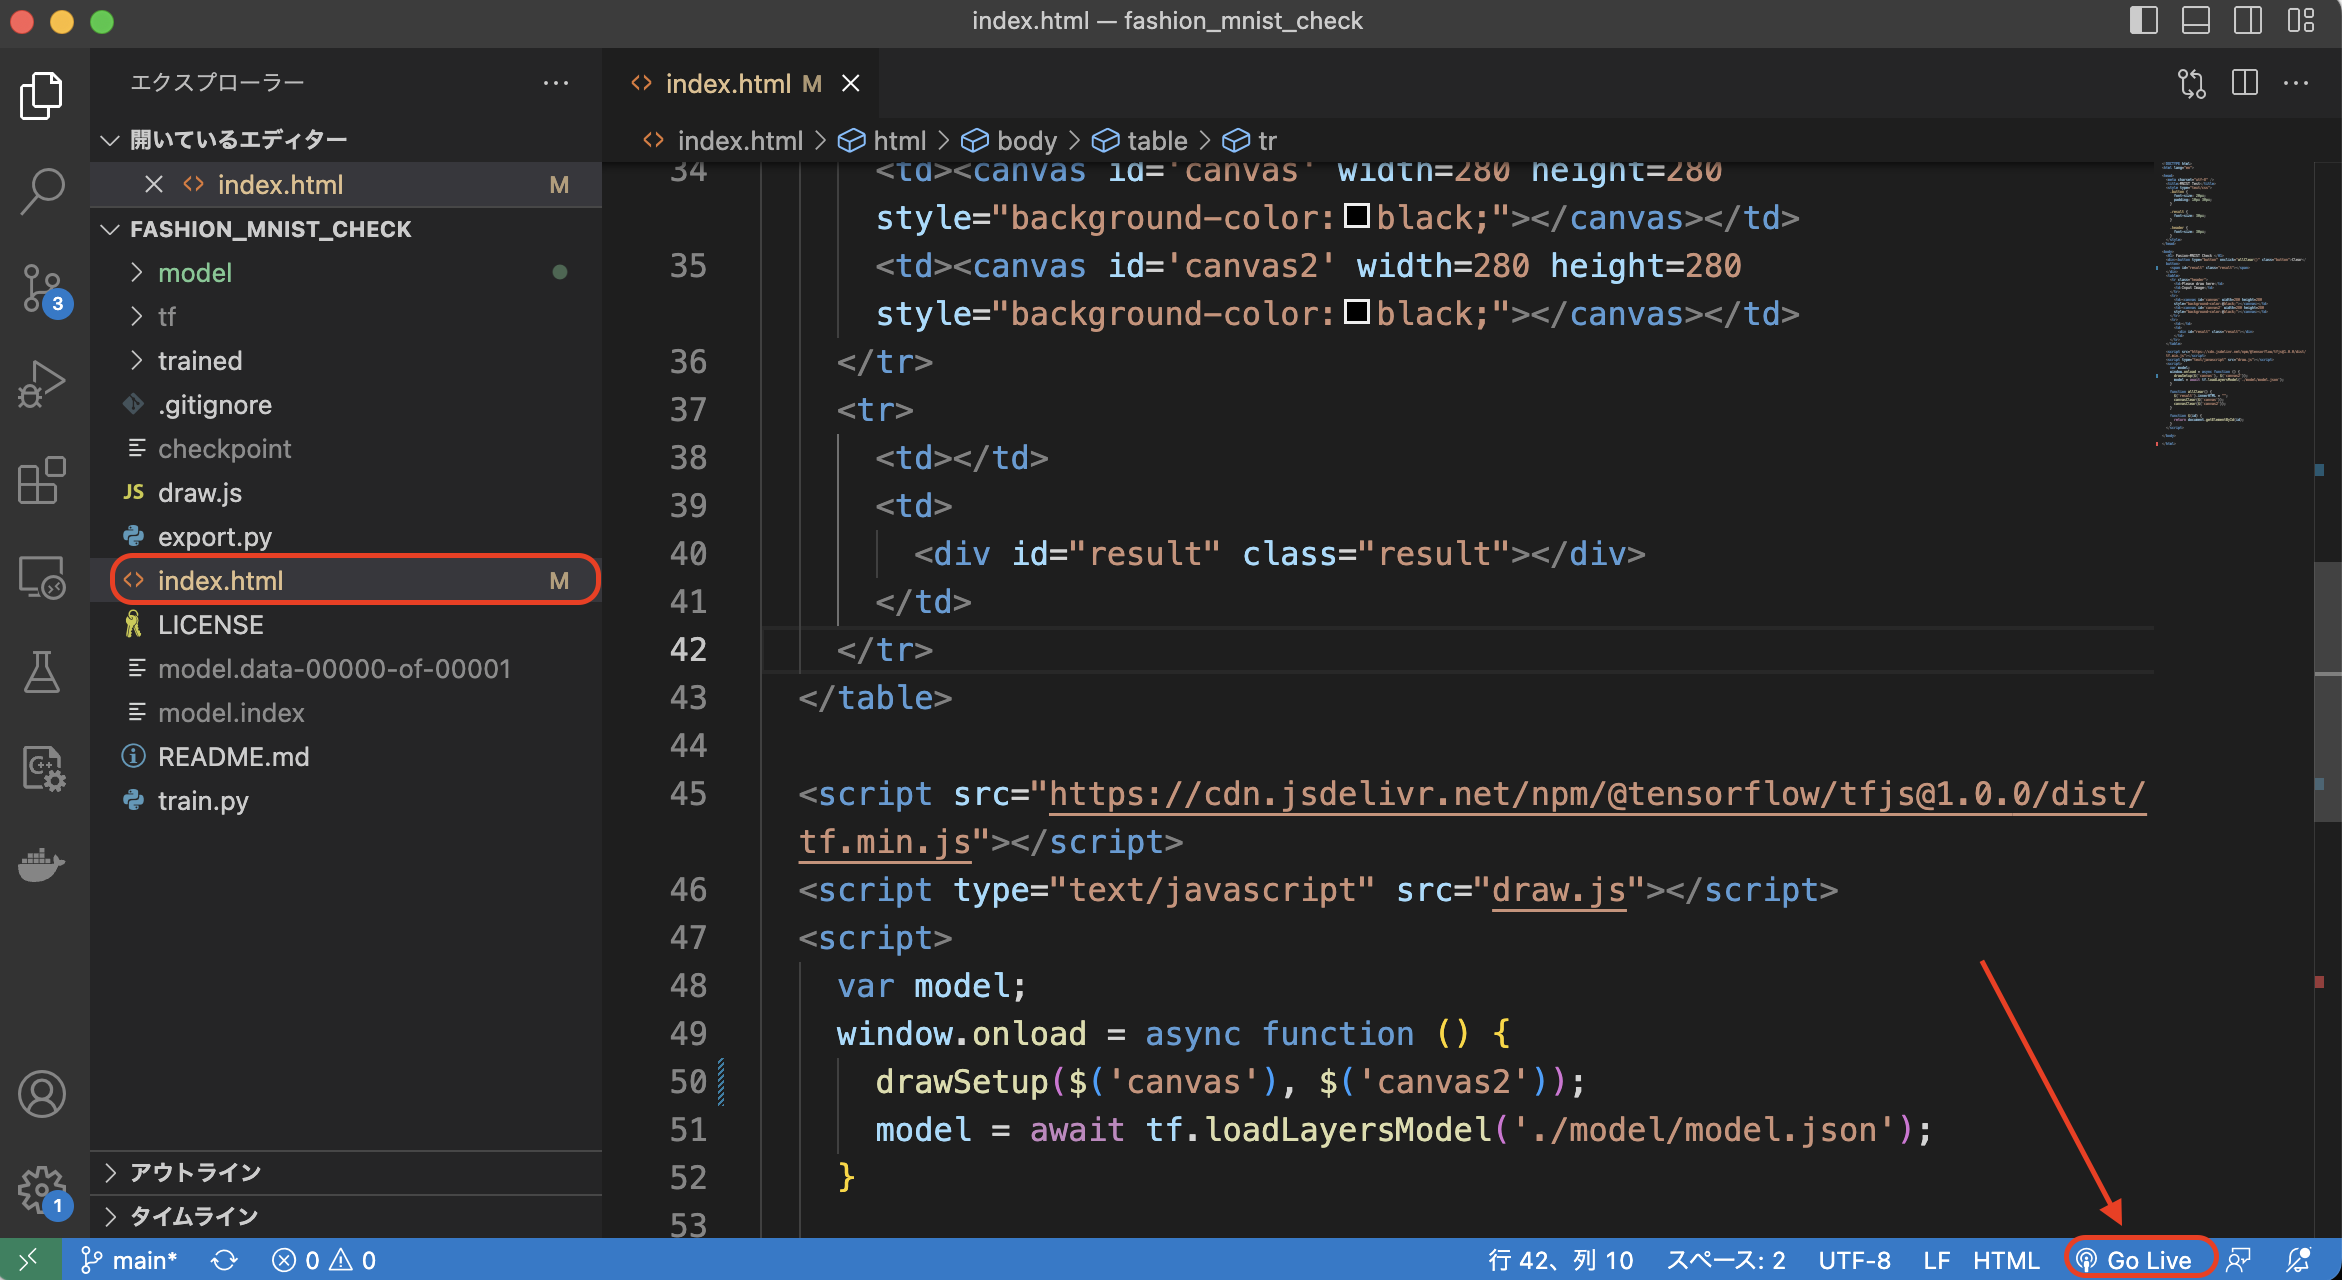 index.html — fashion_mnist_check
エクスプローラー
開いているエディター
index.html M
FASHION_MNIST_CHECK
model
tf
trained
.gitignore
checkpoint
JS draw.js
export.py
index.html M
LICENSE
model.data-00000-of-00001
model.index
README.md
train.py
アウトライン
タイムライン
3
1
index.html M
index.html > html > body > table > tr
34 <td><canvas id='canvas' width=280 height=280
style="background-color:black;"></canvas></td>
35 <td><canvas id='canvas2' width=280 height=280
style="background-color:black;"></canvas></td>
36 </tr>
37 <tr>
38 <td></td>
39 <td>
40 <div id="result" class="result"></div>
41 </td>
42 </tr>
43 </table>
44
45 <script src="https://cdn.jsdelivr.net/npm/@tensorflow/tfjs@1.0.0/dist/
tf.min.js"></script>
46 <script type="text/javascript" src="draw.js"></script>
47 <script>
48 var model;
49 window.onload = async function () {
50 drawSetup($('canvas'), $('canvas2'));
51 model = await tf.loadLayersModel('./model/model.json');
52 }
53
main* 0 0 行 42、列 10 スペース: 2 UTF-8 LF HTML Go Live